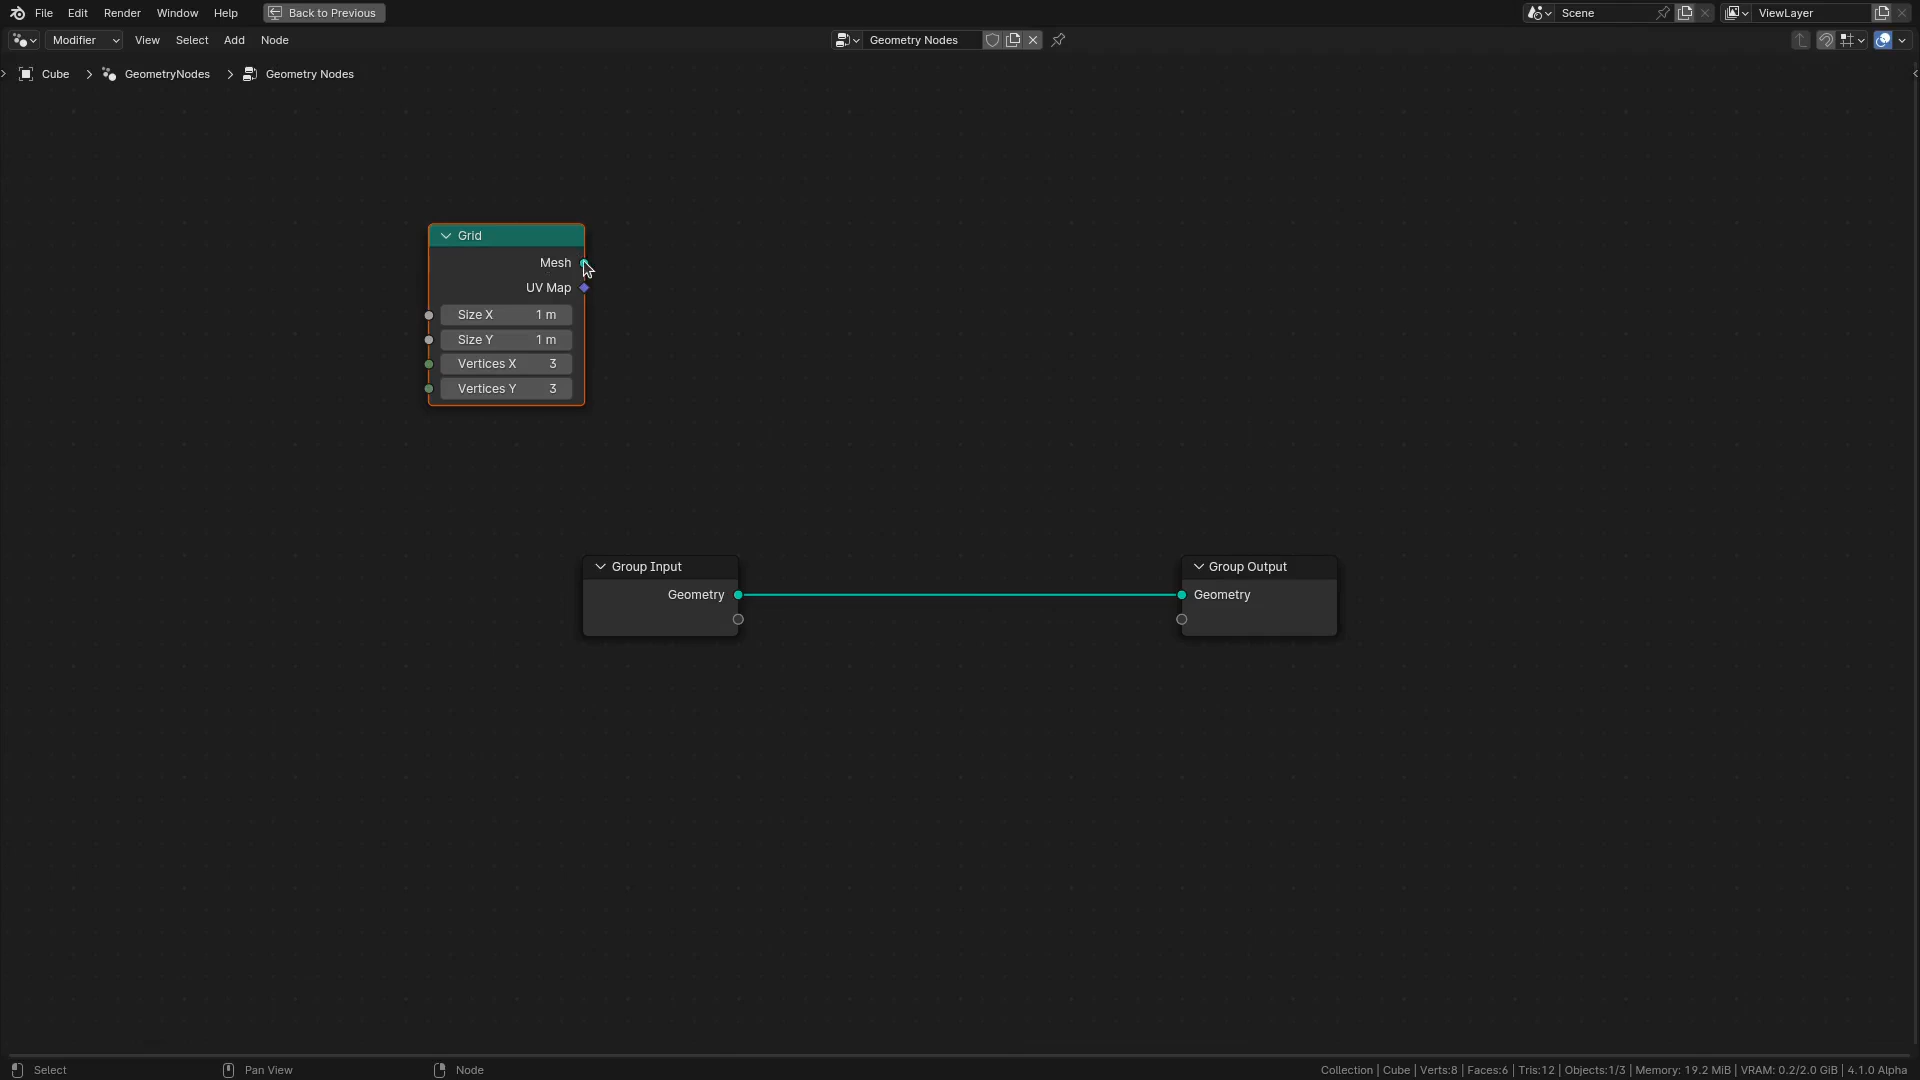 File Edit Render Window Help Back to Previous Scene ViewLayer
Modifier View Select Add Node Geometry Nodes
Cube GeometryNodes Geometry Nodes
Grid
Mesh
UV Map
Size X 1 m
Size Y 1 m
Vertices X 3
Vertices Y 3
Group Input Group Output
Geometry Geometry
Select Pan View Node Collection | Cube | Verts:8 | Faces:6 | Tris:12 | Objects:1/3 | Memory: 19.2 MiB | VRAM: 0.2/2.0 GiB | 4.1.0 Alpha